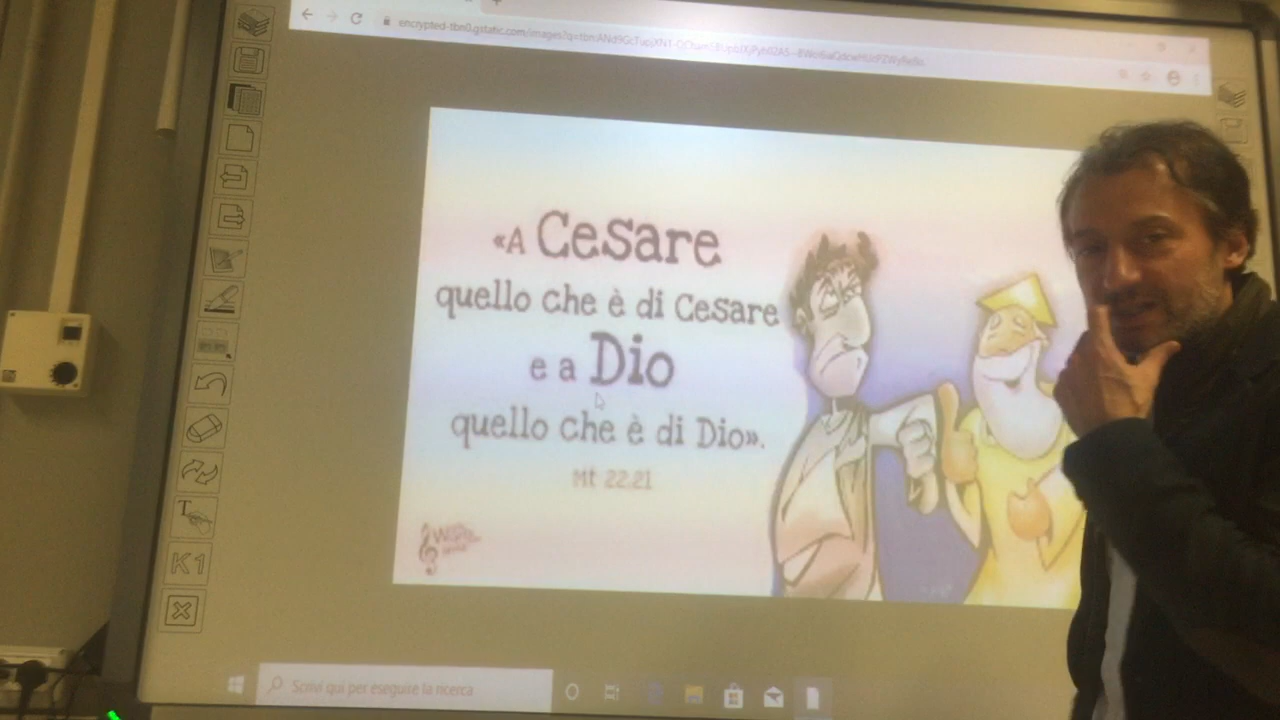 «A Cesare
quello che è di Cesare
e a Dio
quello che è di Dio».
Mt 22.21
T
K1
Scrivi qui per eseguire la ricerca